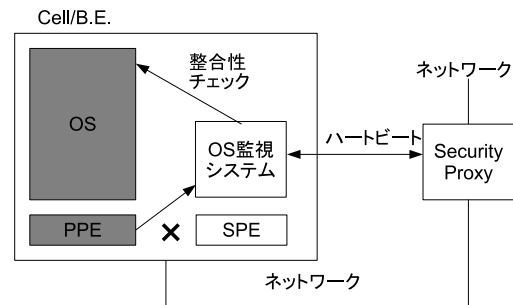 Cell/B.E.
整合性
チェック
ネットワーク
OS
OS監視
システム
ハートビート
Security
Proxy
PPE
SPE
ネットワーク